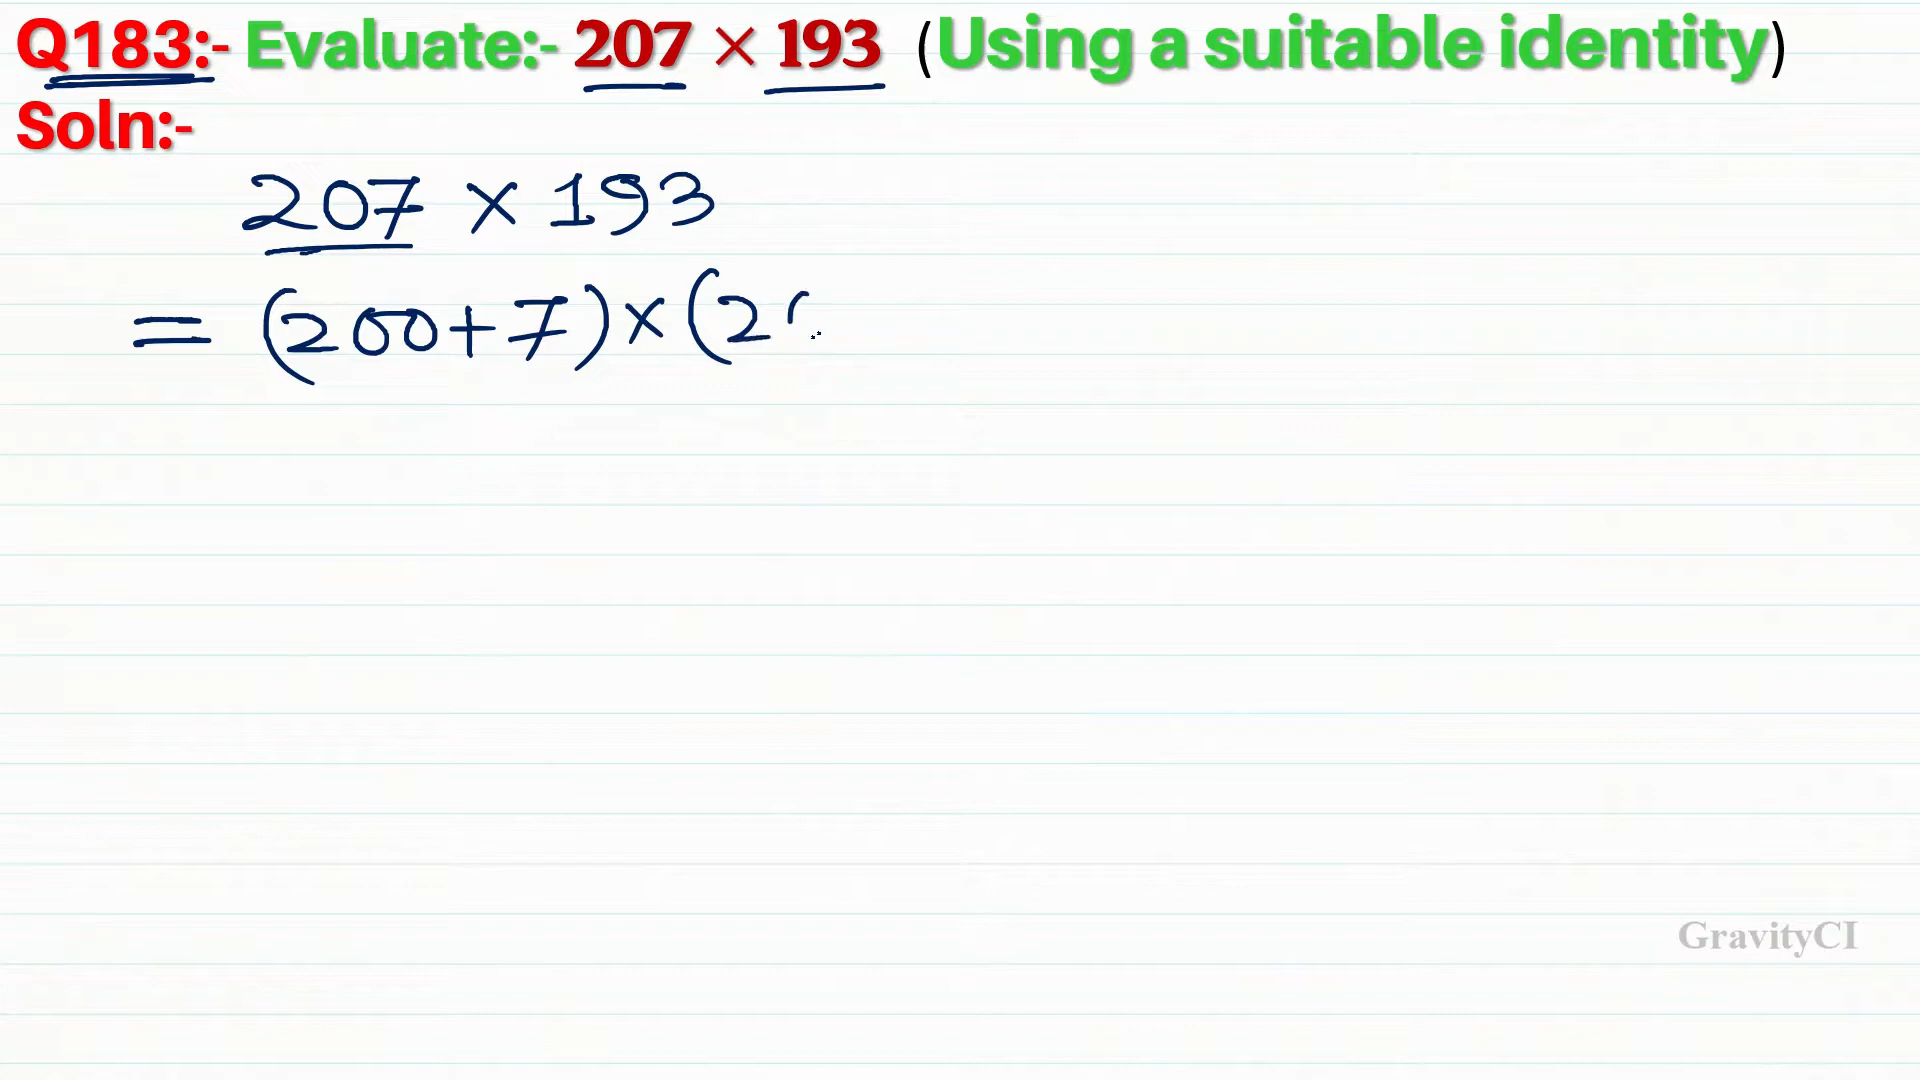 Q183:- Evaluate:- 207 × 193 (Using a suitable identity)
Soln:-
207 × 193
= (200+7)×(2
GravityCI